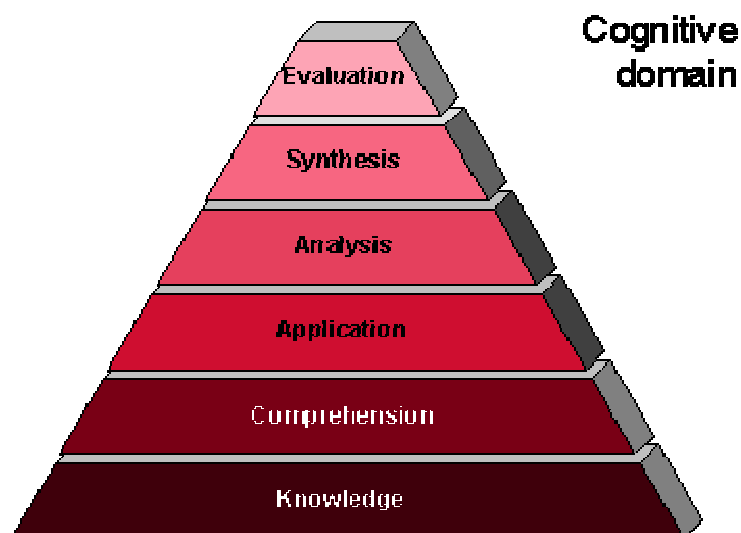 Cognitive
domain
Evaluation
Synthesis
Analysis
Application
Comprehension
Knowledge